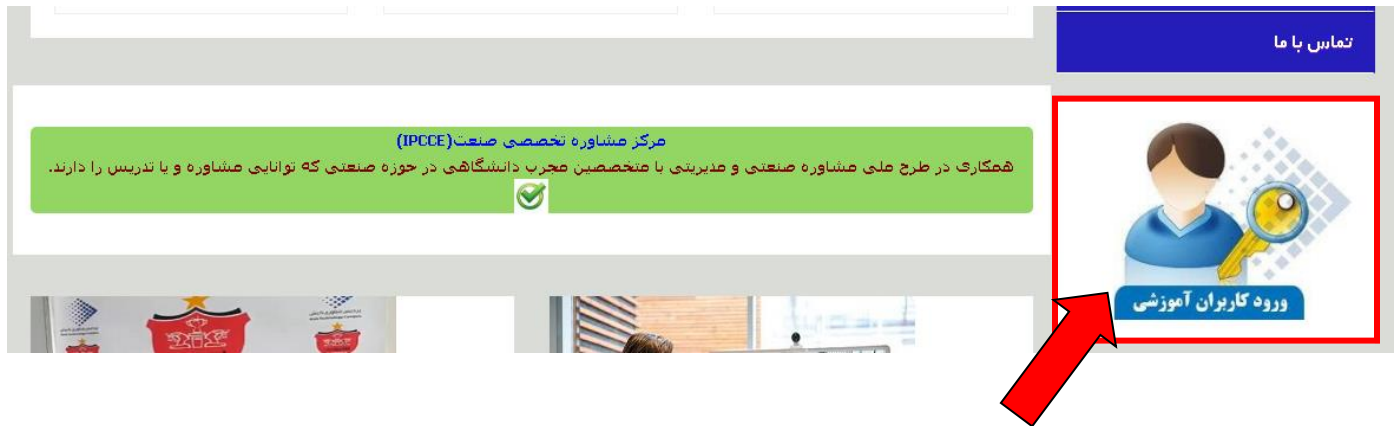 تماس با ما
مرکز مشاوره تخصصی صنعت(IPCCE)
همکاری در طرح ملی مشاوره صنعتی و مدیریتی با متخصصین مجرب دانشگاهی در حوزه صنعتی که توانایی مشاوره و یا تدریس را دارند.
ورود کاربران آموزشی